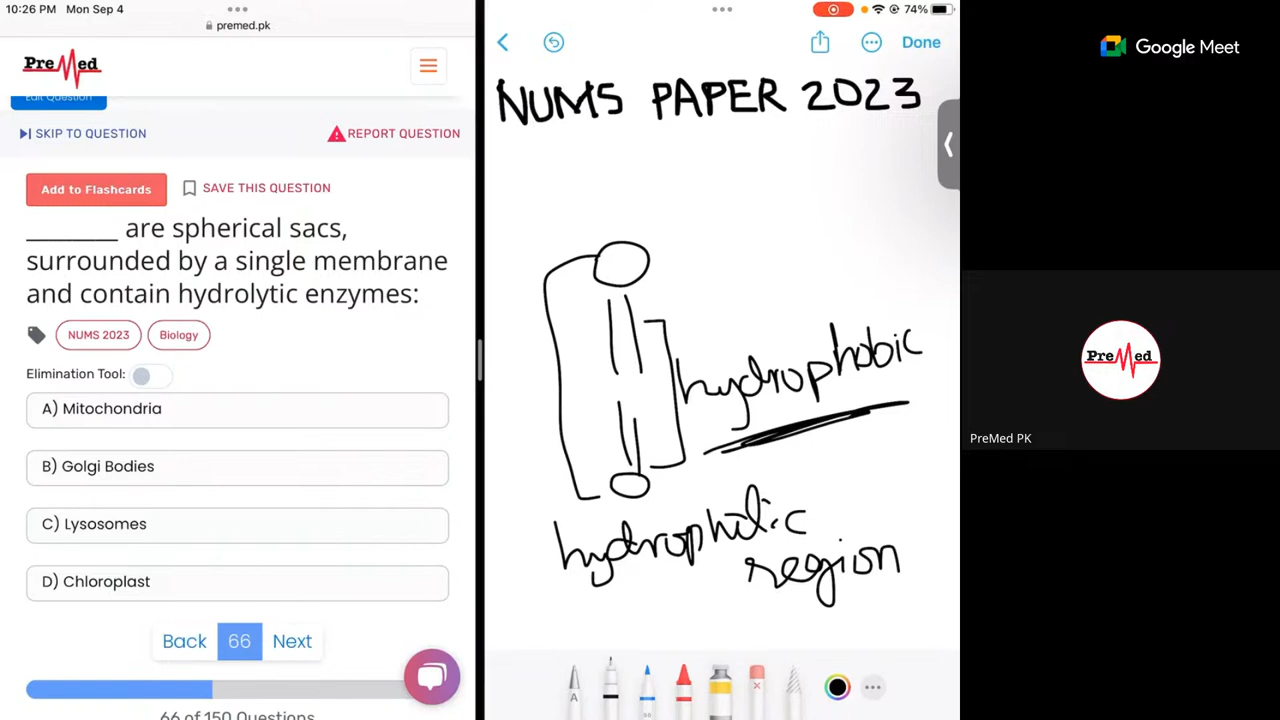 10:26 PM Mon Sep 4
premed.pk
PreMed
Edit Question
SKIP TO QUESTION
REPORT QUESTION
Add to Flashcards
SAVE THIS QUESTION
________ are spherical sacs,
surrounded by a single membrane
and contain hydrolytic enzymes:
NUMS 2023
Biology
Elimination Tool:
A) Mitochondria
B) Golgi Bodies
C) Lysosomes
D) Chloroplast
Back 66 Next
66 of 150 Questions
74%
Done
NUMS PAPER 2023
hydrophobic
hydrophilic
region
A
Google Meet
PreMed
PreMed PK